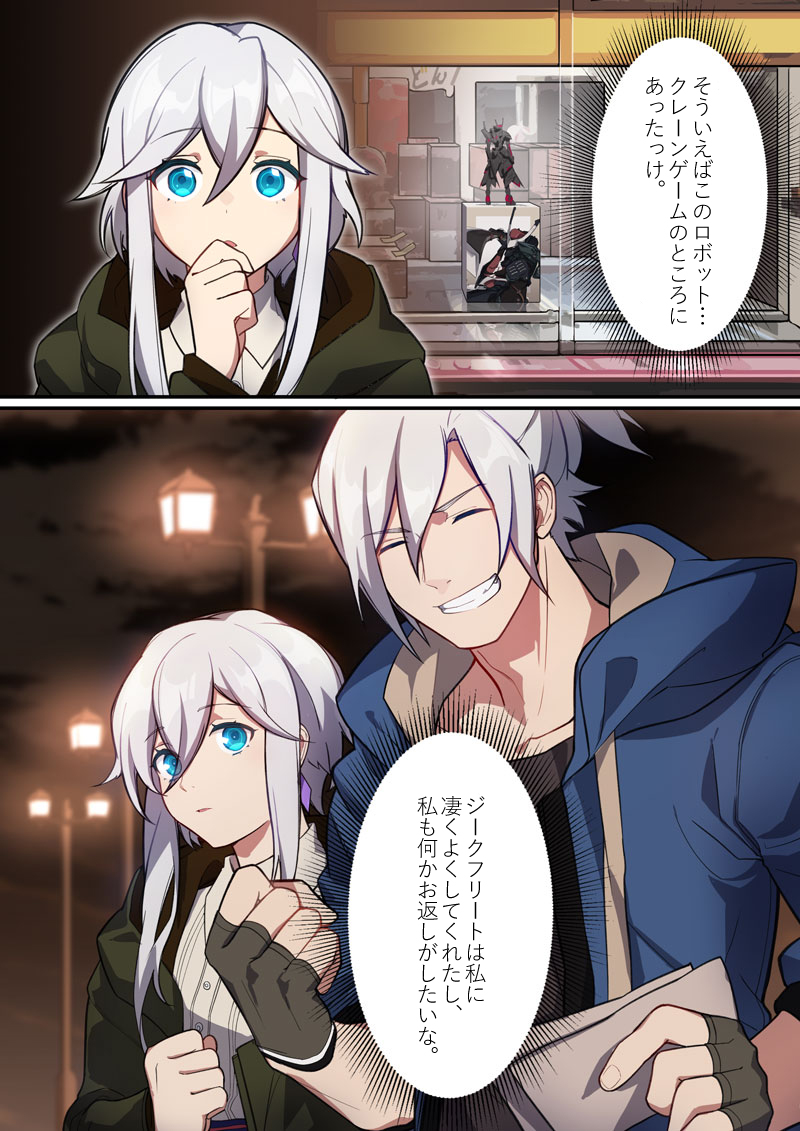 そういえばこのロボット…
クレーンゲームのところに
あったっけ。
とん!
ジークフリートは私に
凄くよくしてくれたし、
私も何かお返しがしたいな。